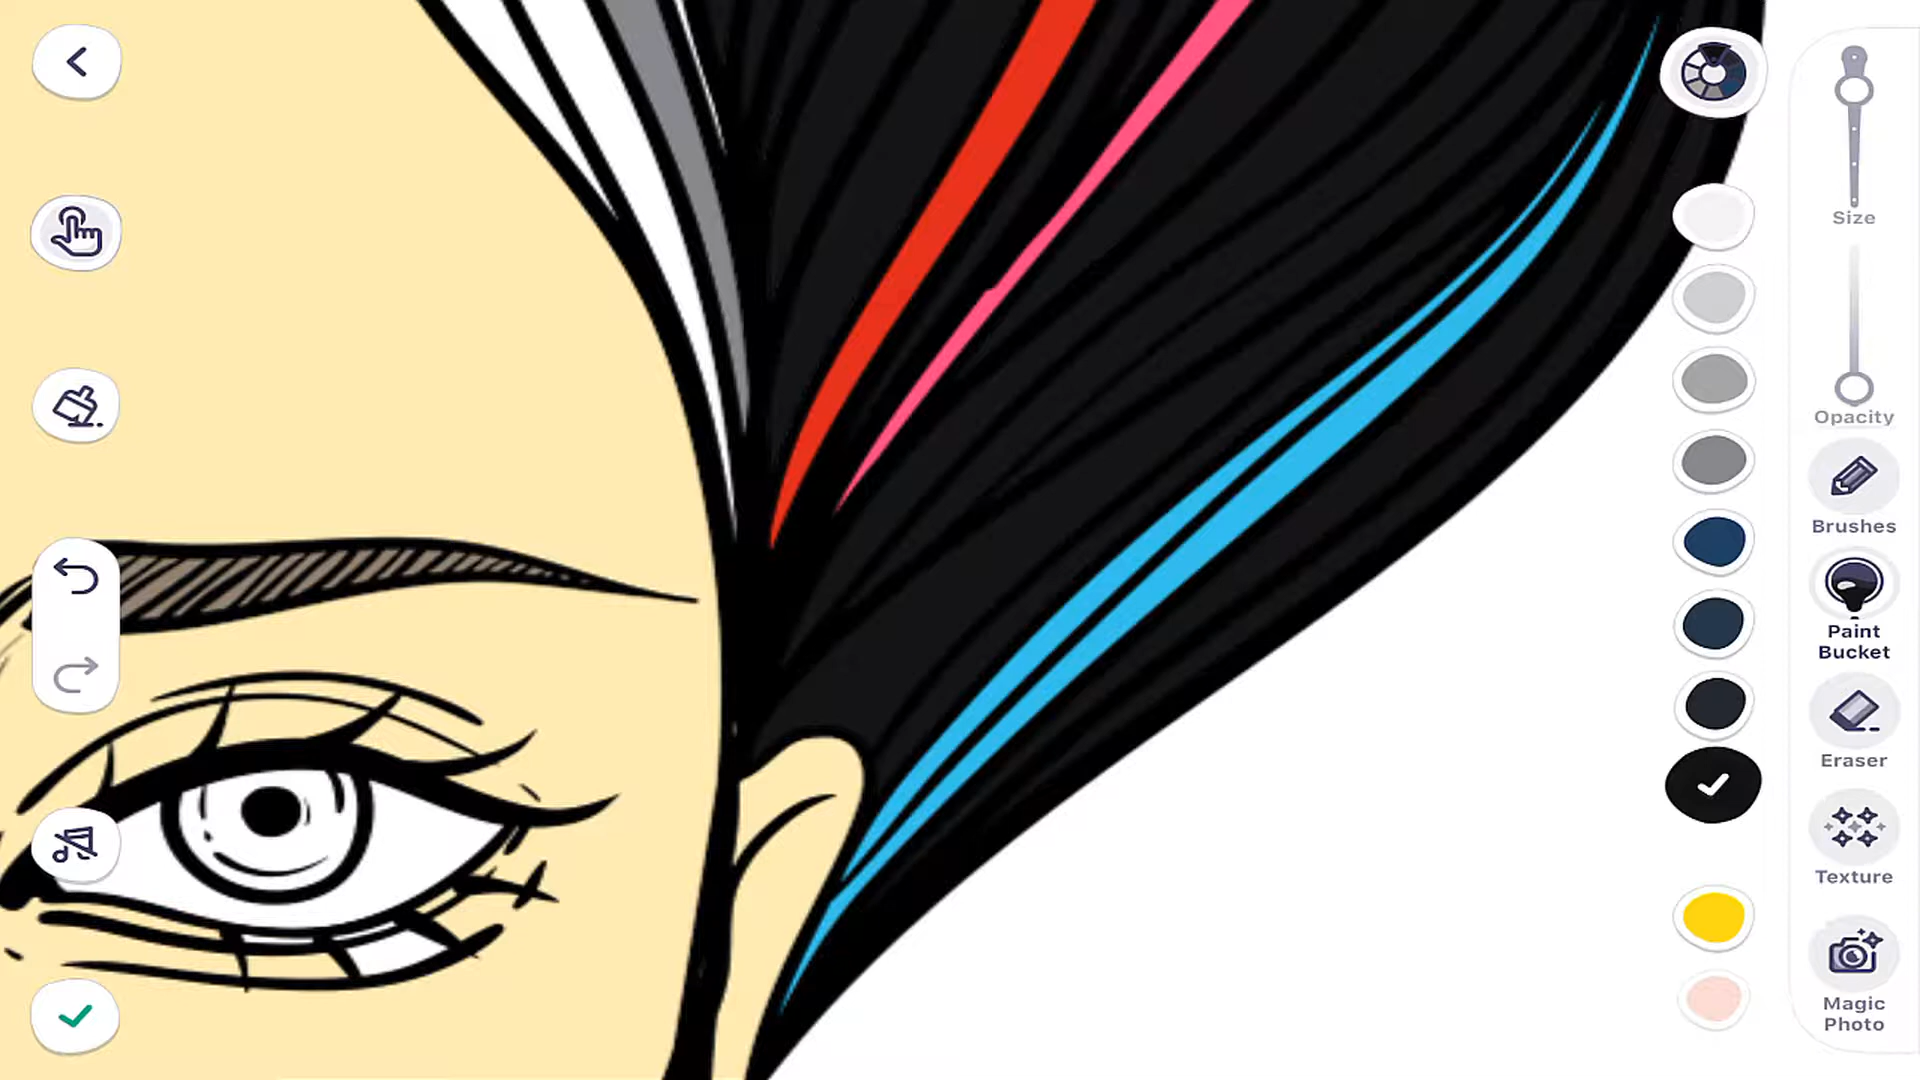 Size
Opacity
Brushes
Paint
Bucket
Eraser
Texture
Magic
Photo